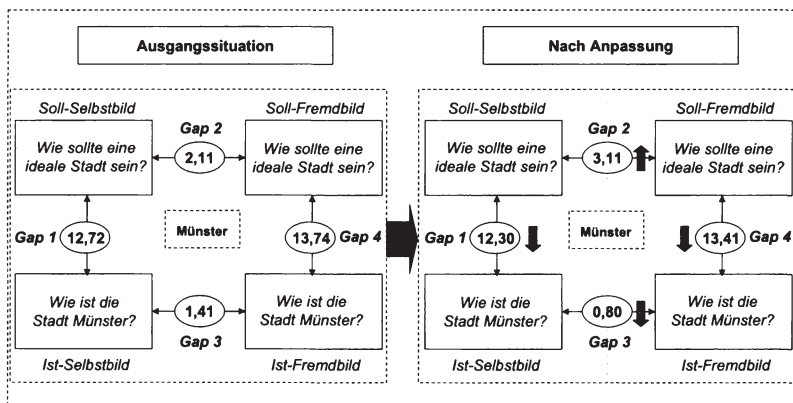 Ausgangssituation
Nach Anpassung
Soll-Selbstbild
Soll-Fremdbild
Gap 2
Wie sollte eine
ideale Stadt sein?
2,11
Wie sollte eine
ideale Stadt sein?
Gap 1
12,72
Münster
13,74
Gap 4
Wie ist die
Stadt Münster?
1,41
Wie ist die
Stadt Münster?
Gap 3
Ist-Selbstbild
Ist-Fremdbild
Soll-Selbstbild
Soll-Fremdbild
Gap 2
Wie sollte eine
ideale Stadt sein?
3,11
Wie sollte eine
ideale Stadt sein?
Gap 1
12,30
Münster
13,41
Gap 4
Wie ist die
Stadt Münster?
0,80
Wie ist die
Stadt Münster?
Gap 3
Ist-Selbstbild
Ist-Fremdbild